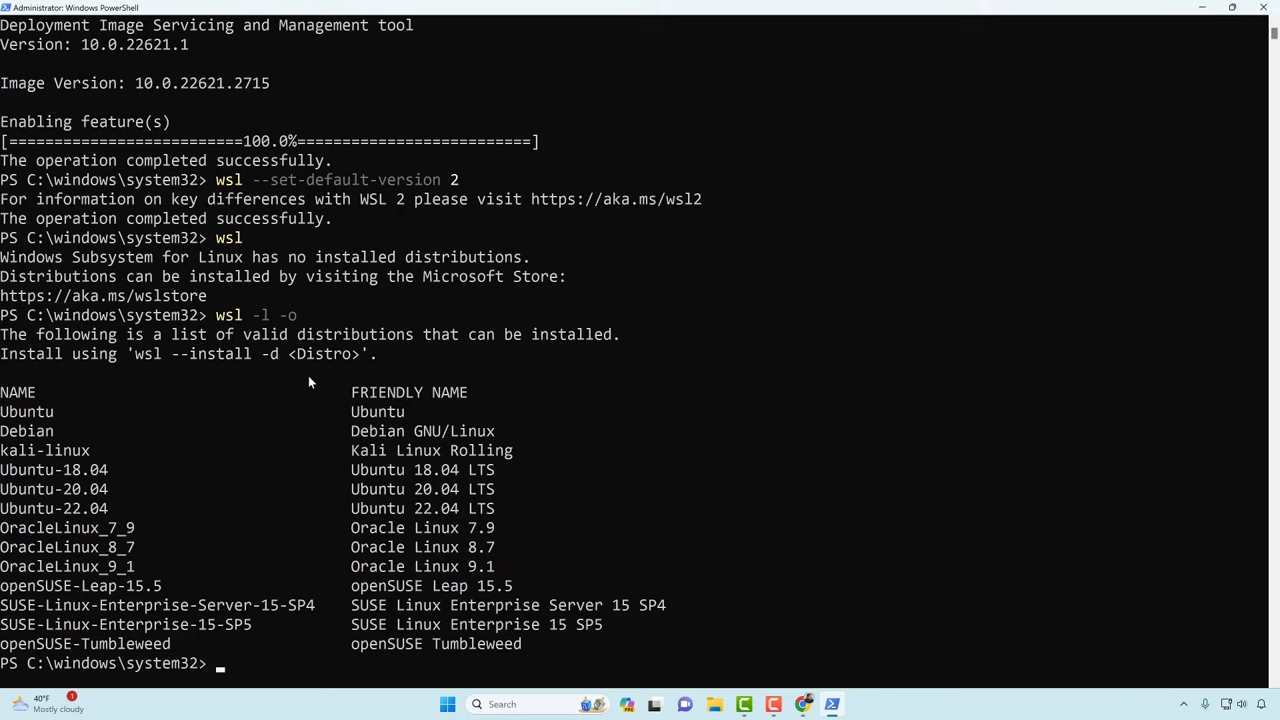 Administrator: Windows PowerShell
Deployment Image Servicing and Management tool
Version: 10.0.22621.1
Image Version: 10.0.22621.2715
Enabling feature(s)
[==========================100.0%==========================]
The operation completed successfully.
PS C:\windows\system32> wsl --set-default-version 2
For information on key differences with WSL 2 please visit https://aka.ms/wsl2
The operation completed successfully.
PS C:\windows\system32> wsl
Windows Subsystem for Linux has no installed distributions.
Distributions can be installed by visiting the Microsoft Store:
https://aka.ms/wslstore
PS C:\windows\system32> wsl -l -o
The following is a list of valid distributions that can be installed.
Install using 'wsl --install -d <Distro>'.
NAME FRIENDLY NAME
Ubuntu Ubuntu
Debian Debian GNU/Linux
kali-linux Kali Linux Rolling
Ubuntu-18.04 Ubuntu 18.04 LTS
Ubuntu-20.04 Ubuntu 20.04 LTS
Ubuntu-22.04 Ubuntu 22.04 LTS
OracleLinux_7_9 Oracle Linux 7.9
OracleLinux_8_7 Oracle Linux 8.7
OracleLinux_9_1 Oracle Linux 9.1
openSUSE-Leap-15.5 openSUSE Leap 15.5
SUSE-Linux-Enterprise-Server-15-SP4 SUSE Linux Enterprise Server 15 SP4
SUSE-Linux-Enterprise-15-SP5 SUSE Linux Enterprise 15 SP5
openSUSE-Tumbleweed openSUSE Tumbleweed
PS C:\windows\system32>
1
40°F
Mostly cloudy
Search